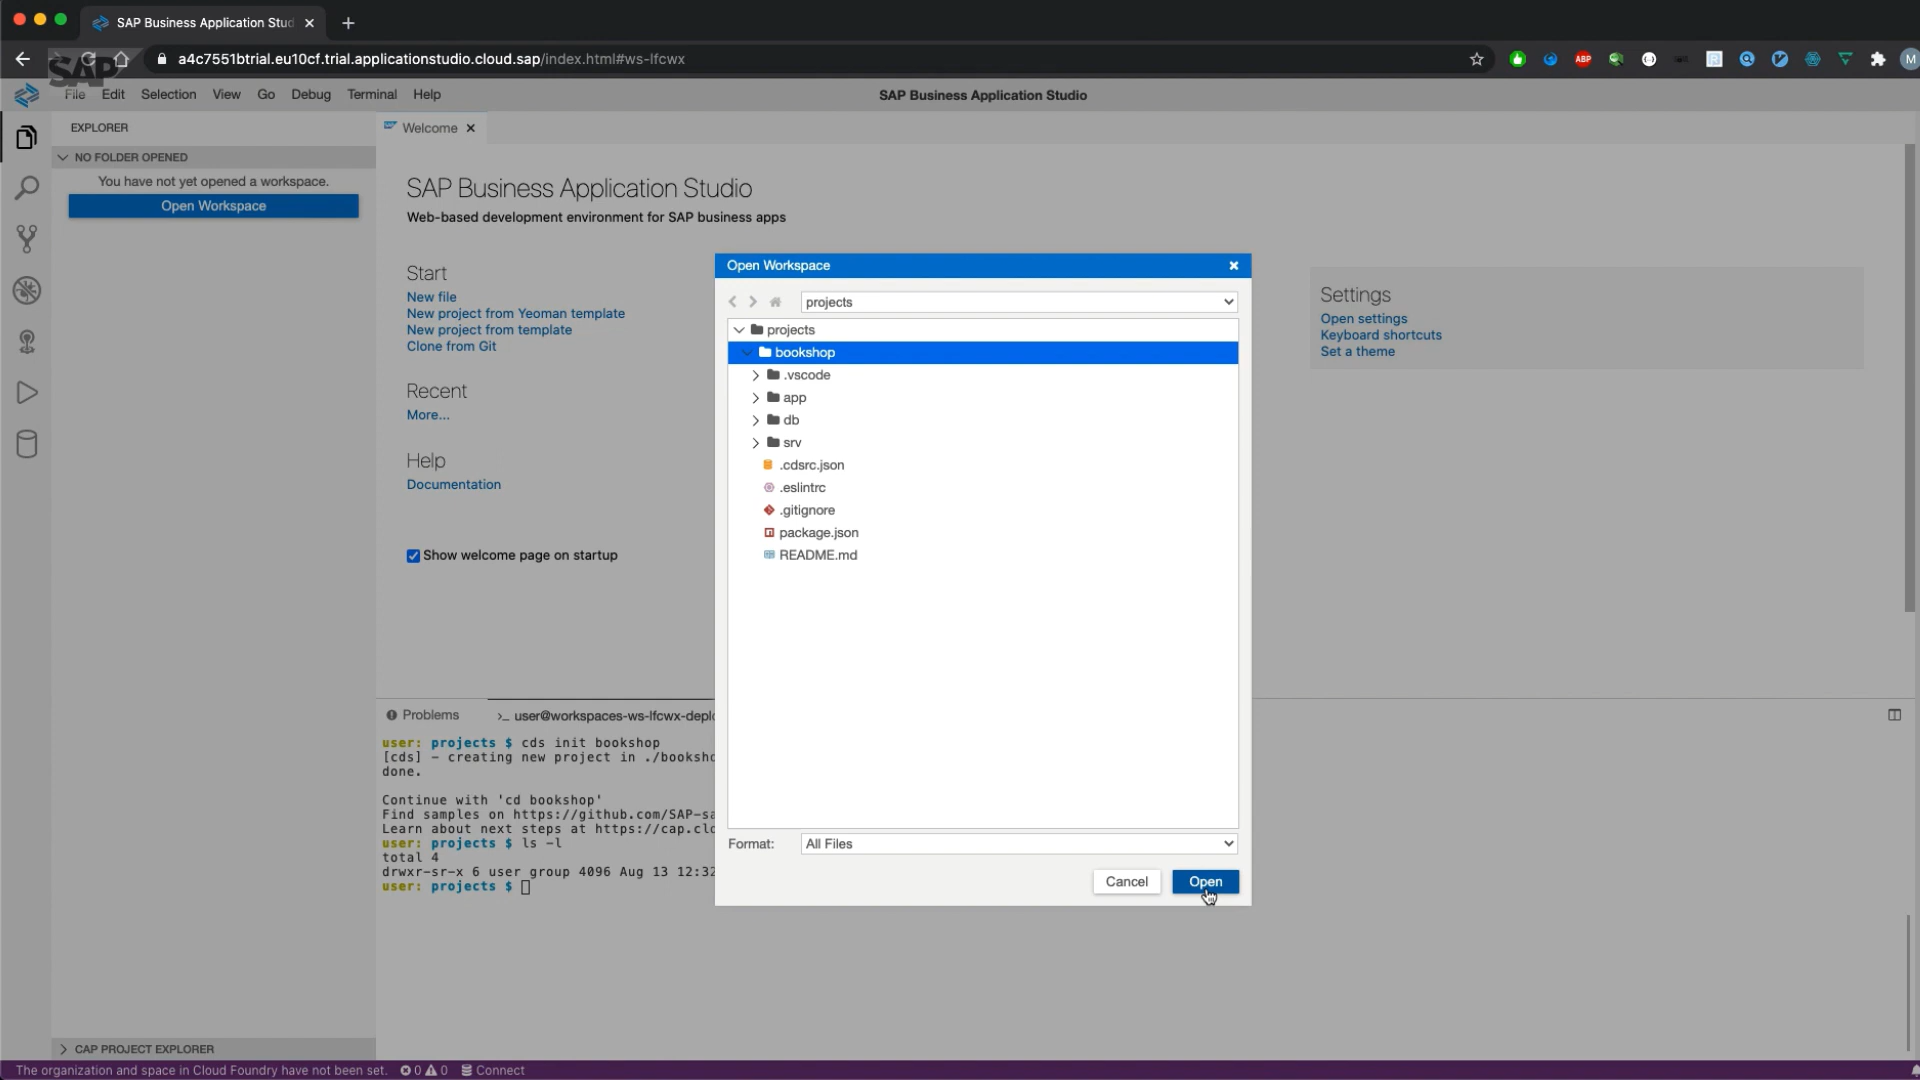 SAP Business Application Stud
a4c7551btrial.eu10cf.trial.applicationstudio.cloud.sap/index.html#ws-lfcwx
ABP
M
SAP
File Edit Selection View Go Debug Terminal Help
SAP Business Application Studio
EXPLORER
NO FOLDER OPENED
You have not yet opened a workspace.
Open Workspace
Welcome
SAP Business Application Studio
Web-based development environment for SAP business apps
Start
New file
New project from Yeoman template
New project from template
Clone from Git
Recent
More...
Help
Documentation
Show welcome page on startup
Settings
Open settings
Keyboard shortcuts
Set a theme
Open Workspace
projects
projects
bookshop
.vscode
app
db
srv
.cdsrc.json
.eslintrc
.gitignore
package.json
README.md
Format: All Files
Cancel Open
Problems >_ user@workspaces-ws-lfcwx-deplo
user: projects $ cds init bookshop
[cds] - creating new project in ./booksho
done.
Continue with 'cd bookshop'
Find samples on https://github.com/SAP-sa
Learn about next steps at https://cap.clo
user: projects $ ls -l
total 4
drwxr-sr-x 6 user group 4096 Aug 13 12:32
user: projects $
CAP PROJECT EXPLORER
The organization and space in Cloud Foundry have not been set. 0 0 Connect